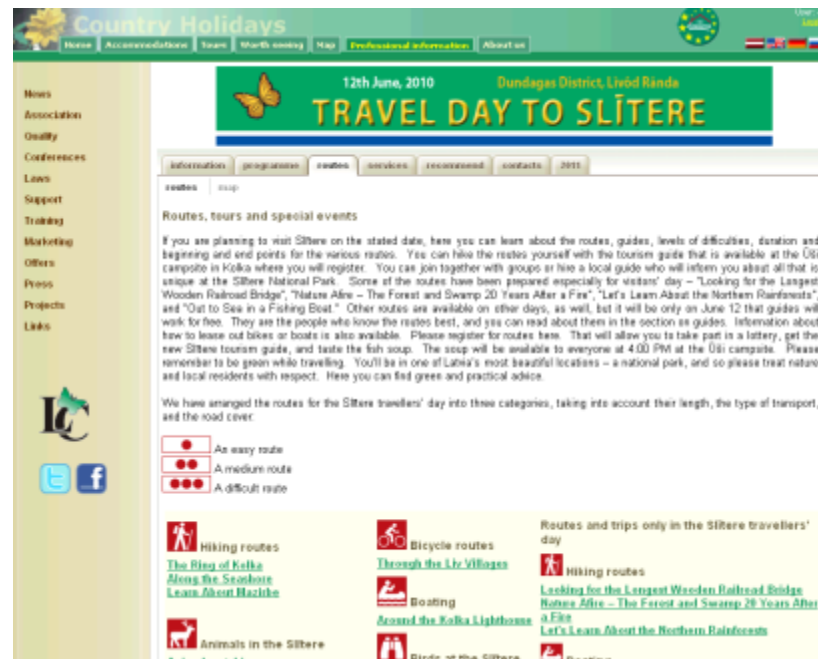 Country Holidays
Home Accommodations Tours Worth seeing Map Professional information About us
12th June, 2010 Dundagas District, Līvõd Rānda
TRAVEL DAY TO SLĪTERE
News
Association
Quality
Conferences
Laws
Support
Training
Marketing
Offers
Press
Projects
Links
information programme routes services recommend contacts 2011
routes map
Routes, tours and special events
If you are planning to visit Slītere on the stated date, here you can learn about the routes, guides, levels of difficulties, duration and
beginning and end points for the various routes. You can hike the routes yourself with the tourism guide that is available at the Ūši
campsite in Kolka where you will register. You can join together with groups or hire a local guide who will inform you about all that is
unique at the Slītere National Park. Some of the routes have been prepared especially for visitors' day – "Looking for the Longest
Wooden Railroad Bridge", "Nature Afire – The Forest and Swamp 20 Years After a Fire", "Let's Learn About the Northern Rainforests",
and "Out to Sea in a Fishing Boat." Other routes are available on other days, as well, but it will be only on June 12 that guides will
work for free. They are the people who know the routes best, and you can read about them in the section on guides. Information about
how to lease out bikes or boats is also available. Please register for routes here. That will allow you to take part is a lottery, get the
new Slītere tourism guide, and taste the fish soup. The soup will be available to everyone at 4:00 PM at the Ūši campsite. Please
remember to be green while travelling. You'll be in one of Latvia's most beautiful locations – a national park, and so please treat nature
and local residents with respect. Here you can find green and practical advice.
We have arranged the routes for the Slītere travellers' day into three categories, taking into account their length, the type of transport,
and the road cover:
An easy route
A medium route
A difficult route
Hiking routes
The Ring of Kolka
Along the Seashore
Learn About Mazirbe
Animals in the Slītere
Bicycle routes
Through the Liv Villages
Boating
Around the Kolka Lighthouse
Birds at the Slītere
Routes and trips only in the Slītere travellers'
day
Hiking routes
Looking for the Longest Wooden Railroad Bridge
Nature Afire – The Forest and Swamp 20 Years After
a Fire
Let's Learn About the Northern Rainforests
Boating